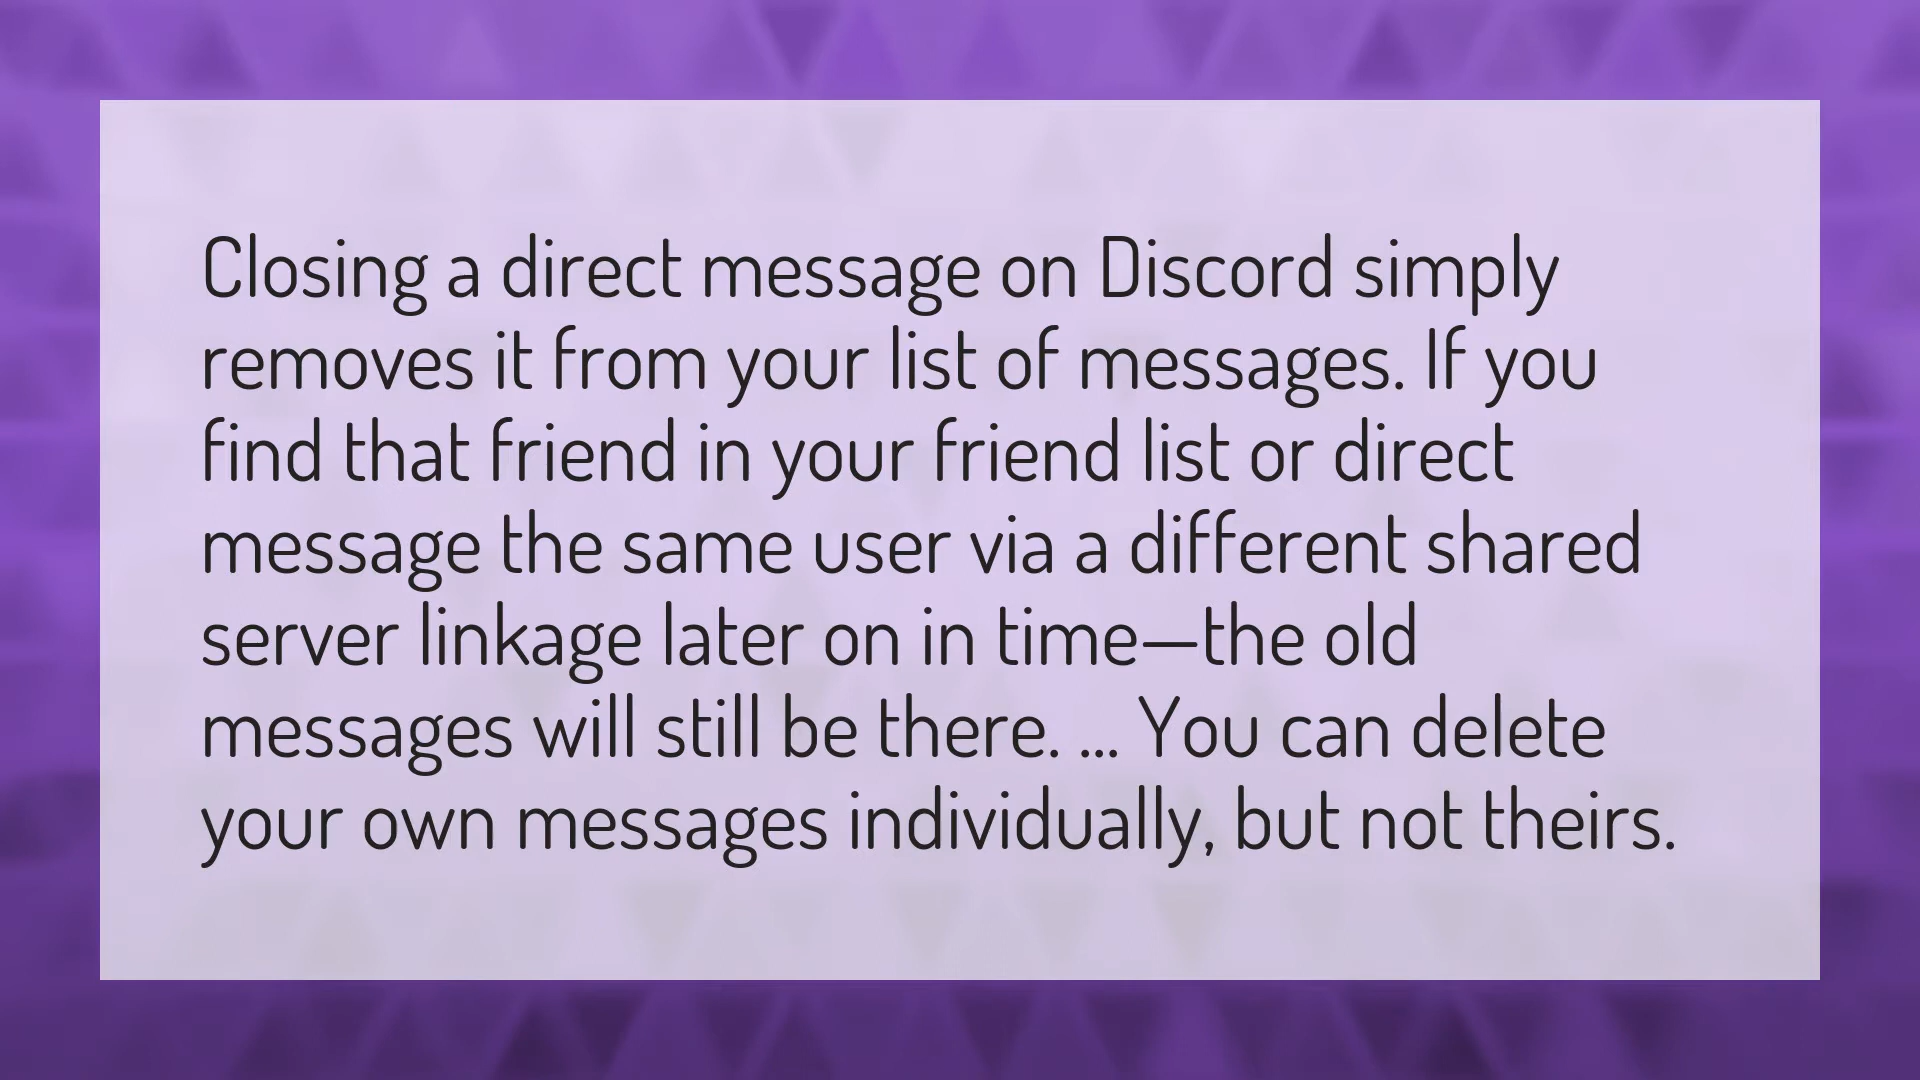 Closing a direct message on Discord simply
removes it from your list of messages. If you
find that friend in your friend list or direct
message the same user via a different shared
server linkage later on in time—the old
messages will still be there. ... You can delete
your own messages individually, but not theirs.